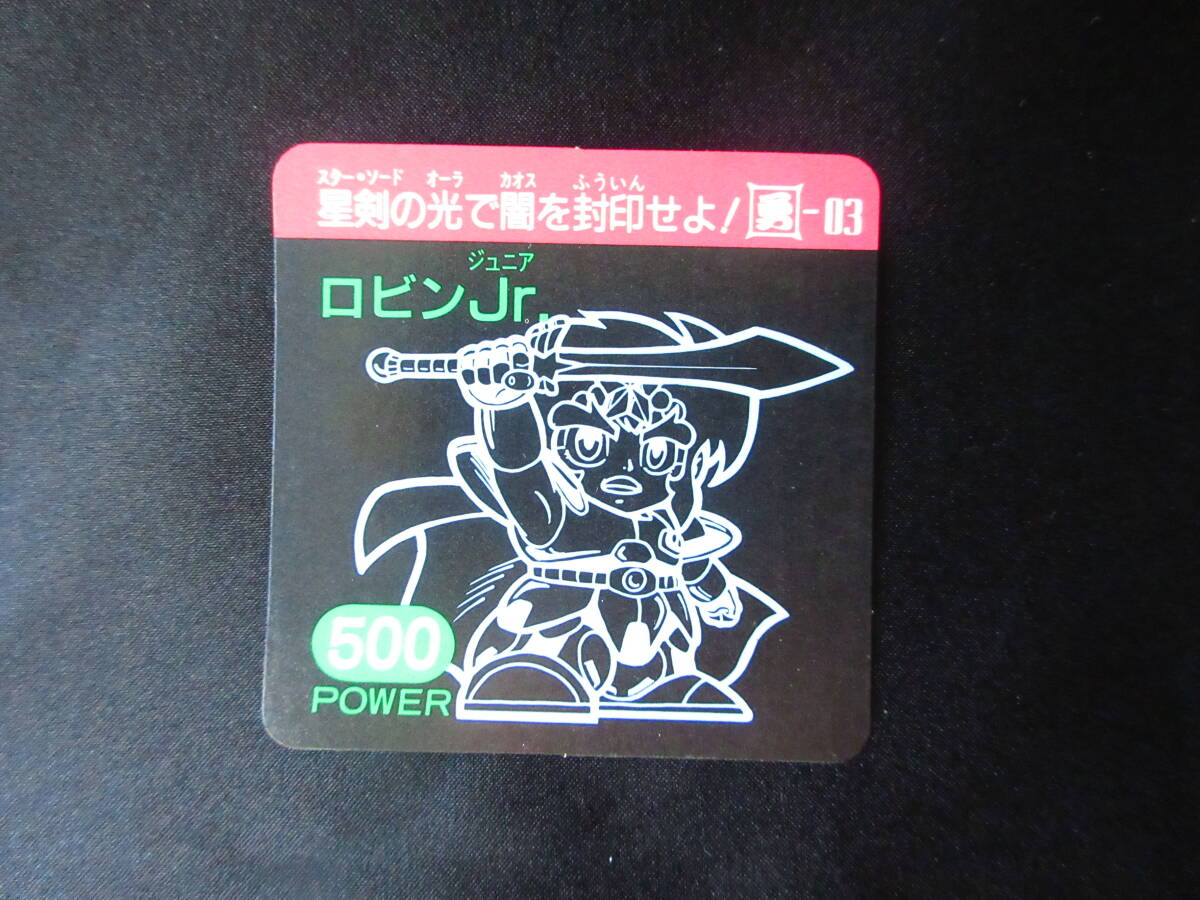 スター・ソード オーラ カオス ふういん
星剣の光で闇を封印せよ! 勇-03
ジュニア
ロビンJr.
500
POWER